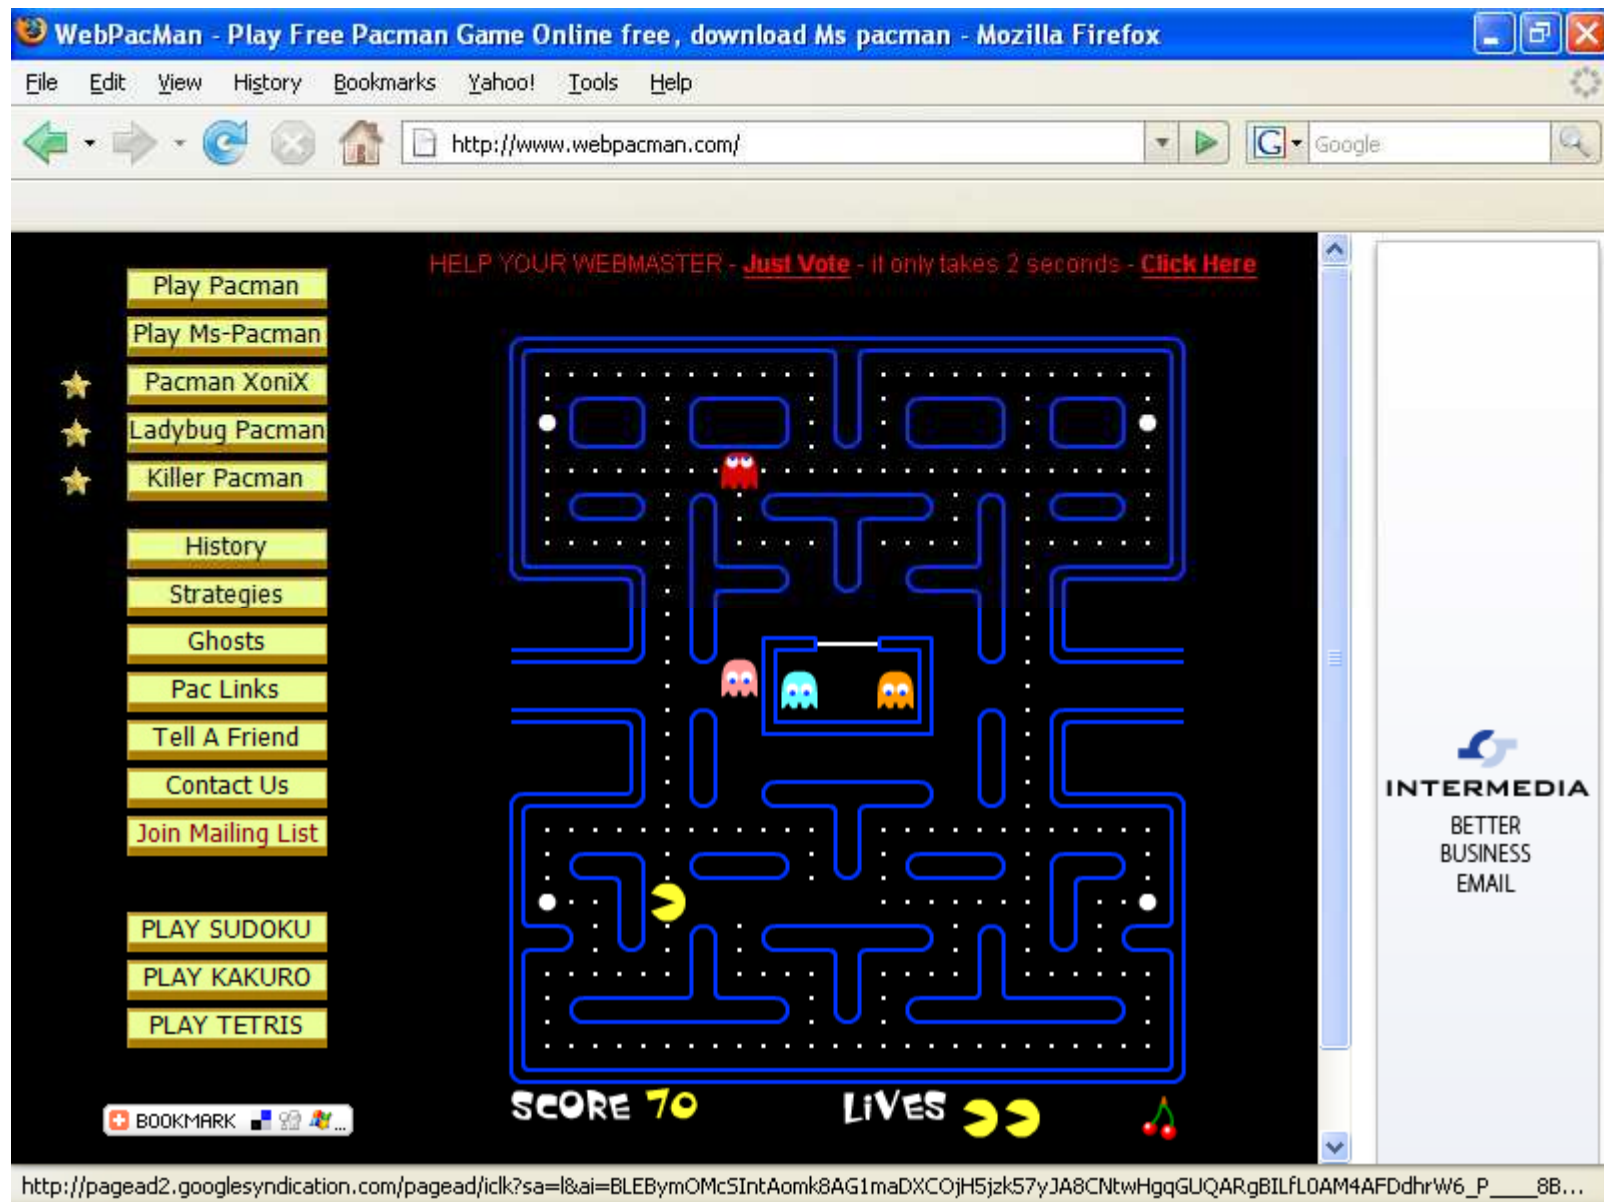 WebPacMan - Play Free Pacman Game Online free, download Ms pacman - Mozilla Firefox
File Edit View History Bookmarks Yahoo! Tools Help
http://www.webpacman.com/
G Google
HELP YOUR WEBMASTER - Just Vote - it only takes 2 seconds - Click Here
Play Pacman
Play Ms-Pacman
Pacman XoniX
Ladybug Pacman
Killer Pacman
History
Strategies
Ghosts
Pac Links
Tell A Friend
Contact Us
Join Mailing List
PLAY SUDOKU
PLAY KAKURO
PLAY TETRIS
BOOKMARK ...
SCORE 70
LiVES
INTERMEDIA
BETTER
BUSINESS
EMAIL
http://pagead2.googlesyndication.com/pagead/iclk?sa=l&ai=BLEBymOMcSIntAomk8AG1maDXCOjH5jzk57yJA8CNtwHgqGUQARgBILfL0AM4AFDdhrW6_P____8B...